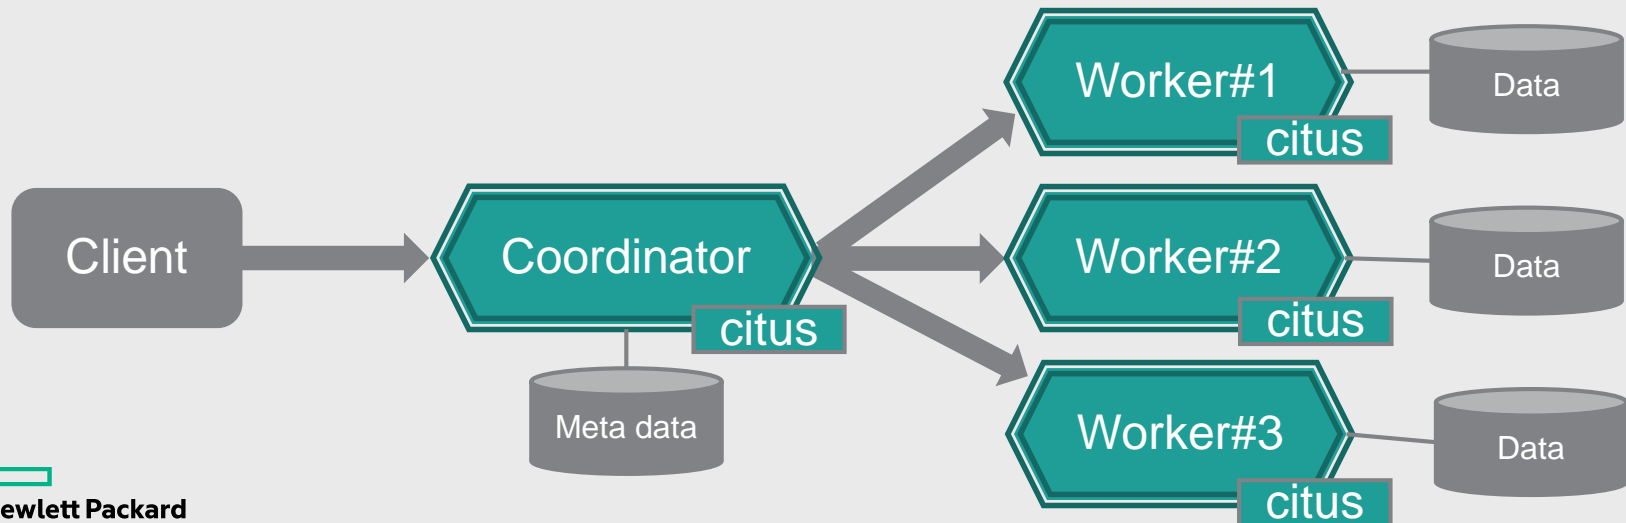 Worker#1
Data
citus
Client
Coordinator
citus
Meta data
Worker#2
Data
citus
Worker#3
Data
citus
ewlett Packard